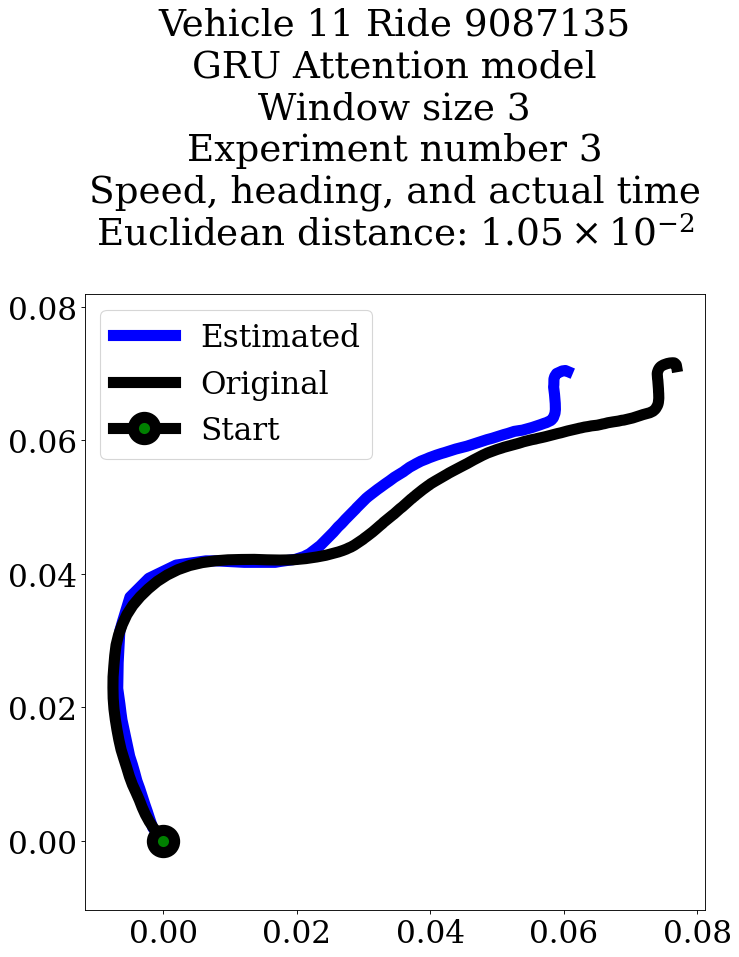 Vehicle 11 Ride 9087135
GRU Attention model
Window size 3
Experiment number 3
Speed, heading, and actual time
Euclidean distance: 1.05 × 10⁻²
0.08
0.06
0.04
0.02
0.00
Estimated
Original
Start
0.00 0.02 0.04 0.06 0.08